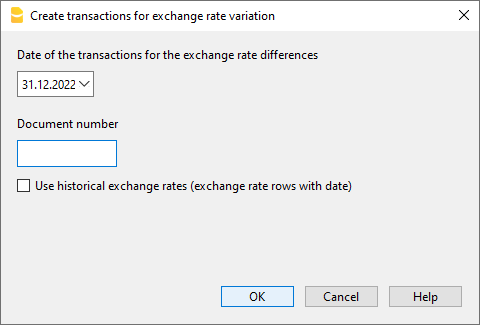 Create transactions for exchange rate variation
Date of the transactions for the exchange rate differences
31.12.2022
Document number
Use historical exchange rates (exchange rate rows with date)
OK
Cancel
Help